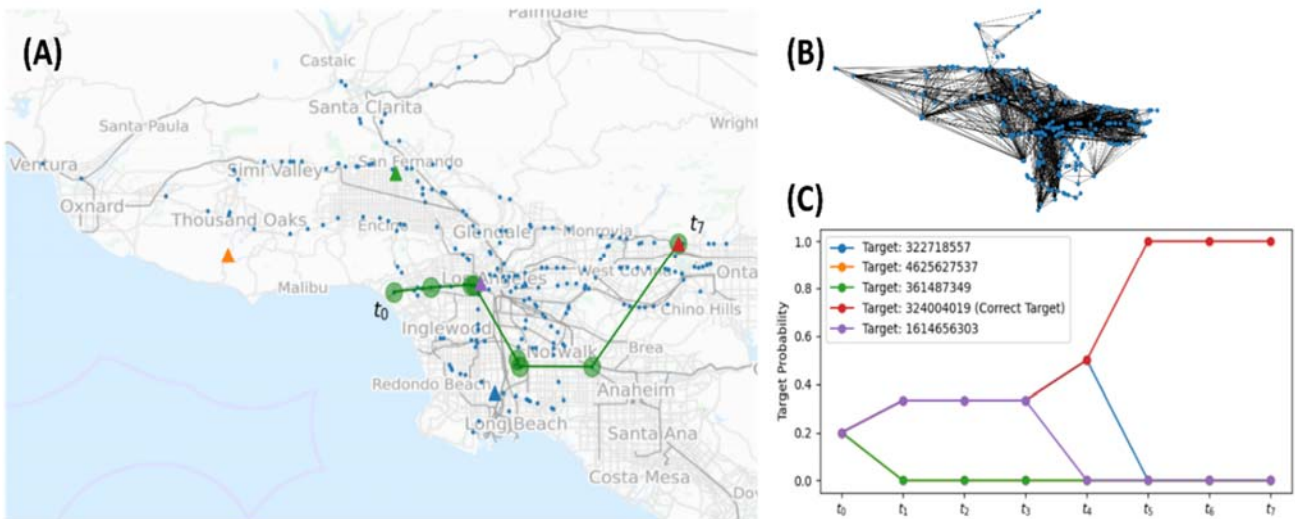 (A)
Palmdale
Castaic
Santa Clarita
Santa Paula
Wright
Ventura
San Fernando
Simi Valley
Oxnard
Thousand Oaks
Encino
Glendale
Monrovia
t7
West Covina
Onta
Malibu
Los Angeles
t0
Chino Hills
Inglewood
Norwalk
Brea
Redondo Beach
Anaheim
Long Beach
Santa Ana
Costa Mesa
(B)
(C)
Target Probability
1.0
0.8
0.6
0.4
0.2
0.0
Target: 322718557
Target: 4625627537
Target: 361487349
Target: 324004019 (Correct Target)
Target: 1614656303
t0 t1 t2 t3 t4 t5 t6 t7